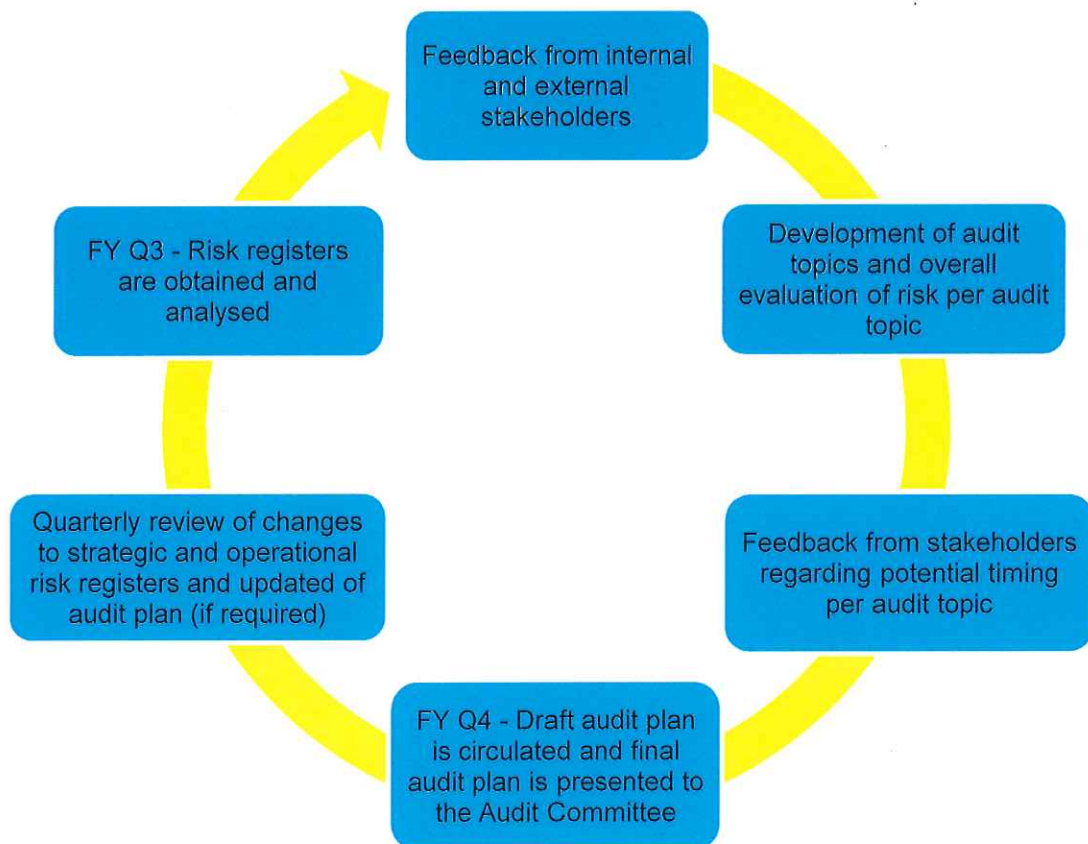 Feedback from internal
and external
stakeholders
Development of audit
topics and overall
evaluation of risk per audit
topic
Feedback from stakeholders
regarding potential timing
per audit topic
FY Q4 - Draft audit plan
is circulated and final
audit plan is presented to
the Audit Committee
Quarterly review of changes
to strategic and operational
risk registers and updated of
audit plan (if required)
FY Q3 - Risk registers
are obtained and
analysed